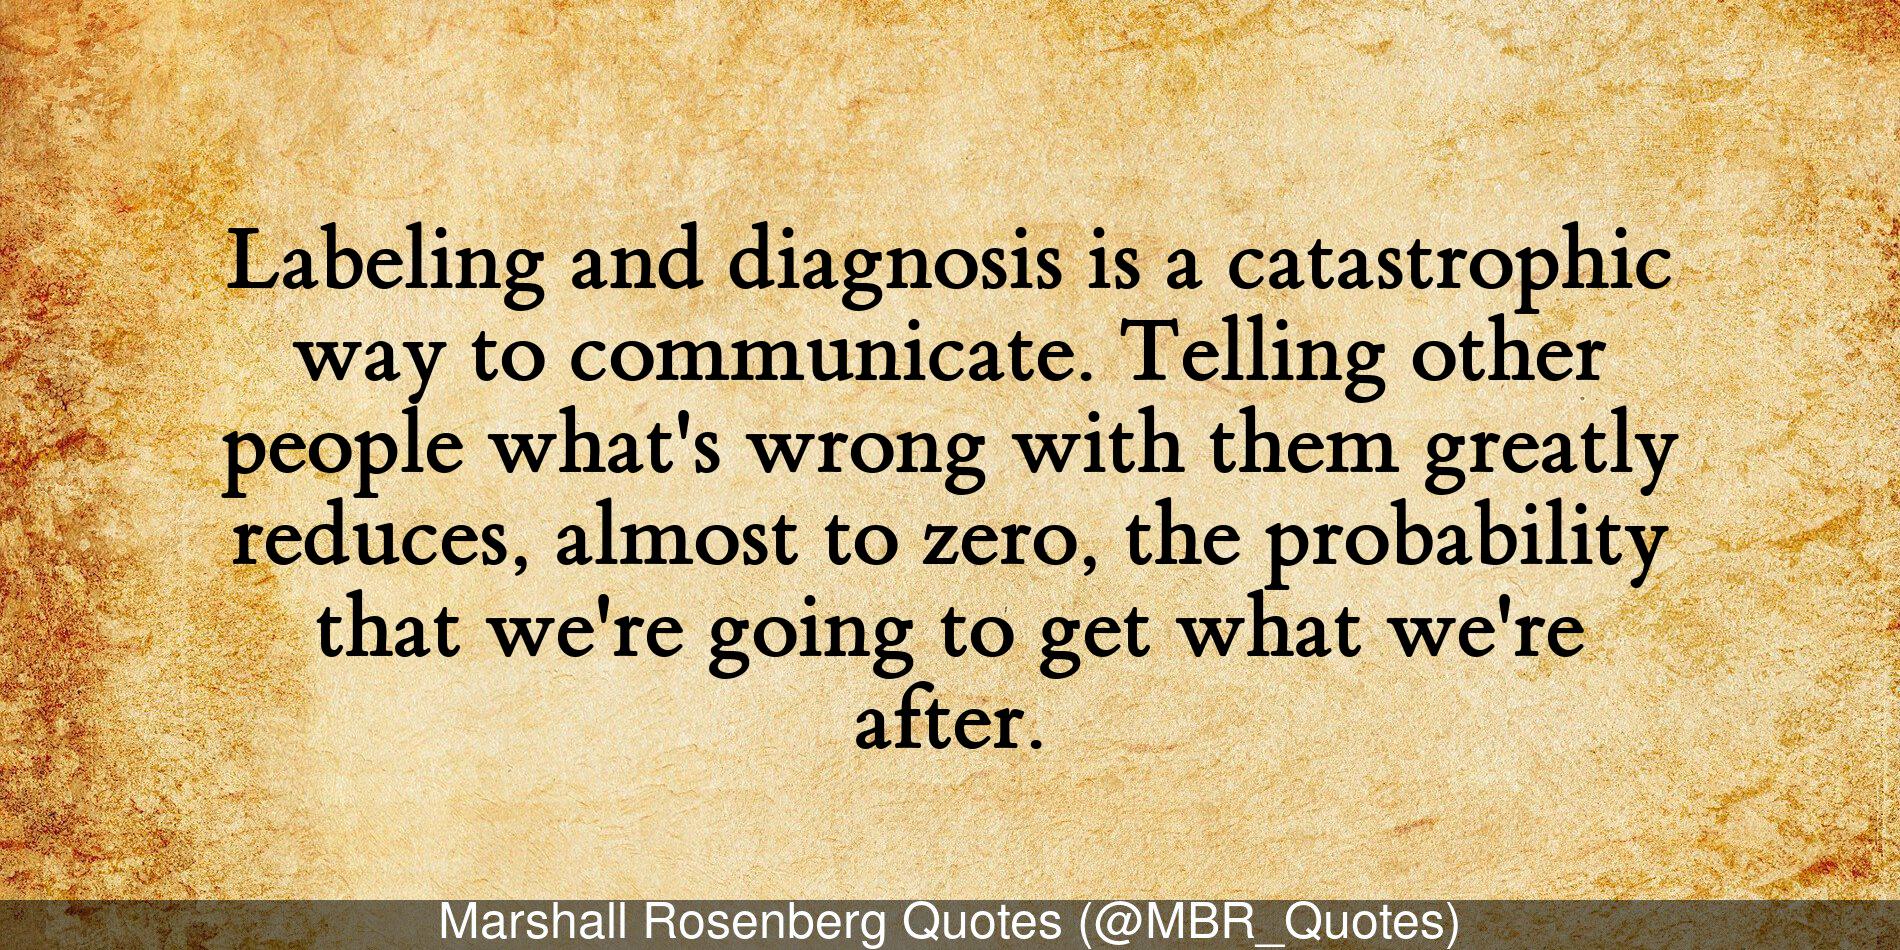 Labeling and diagnosis is a catastrophic
way to communicate. Telling other
people what's wrong with them greatly
reduces, almost to zero, the probability
that we're going to get what we're
after.
Marshall Rosenberg Quotes (@MBR_Quotes)